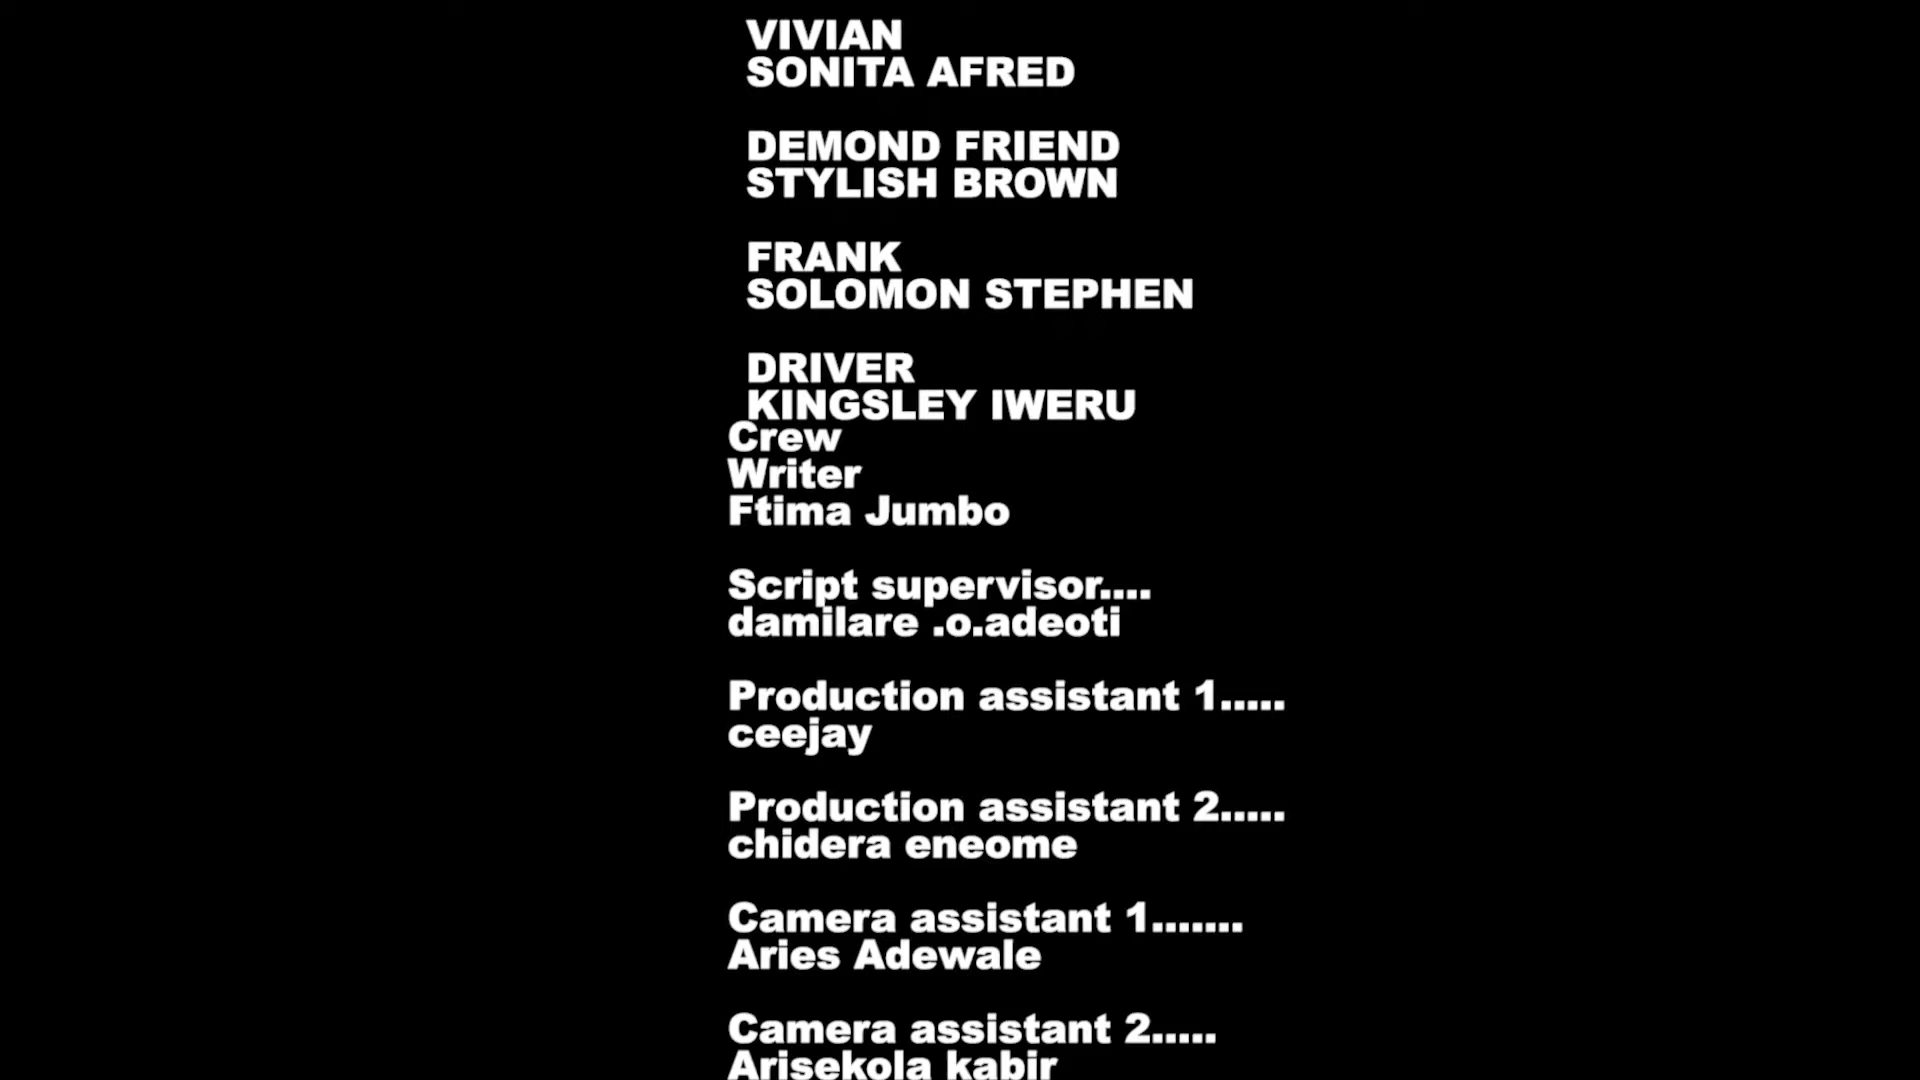 VIVIAN
SONITA AFRED
DEMOND FRIEND
STYLISH BROWN
FRANK
SOLOMON STEPHEN
DRIVER
KINGSLEY IWERU
Crew
Writer
Ftima Jumbo
Script supervisor....
damilare .o.adeoti
Production assistant 1.....
ceejay
Production assistant 2.....
chidera eneome
Camera assistant 1.......
Aries Adewale
Camera assistant 2.....
Arisekola kabir